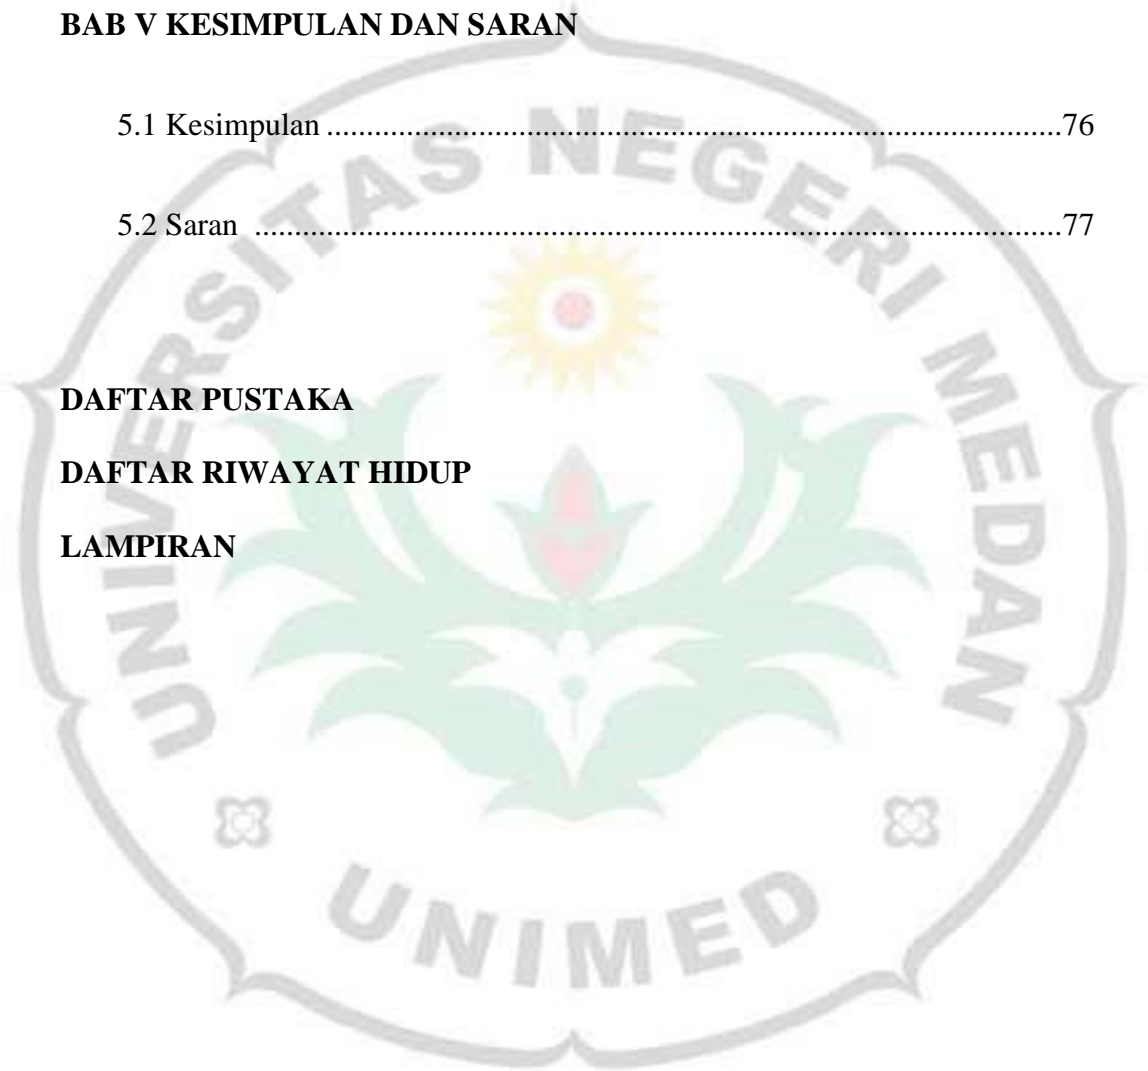 BAB V KESIMPULAN DAN SARAN
5.1 Kesimpulan ..............................................................................................76
5.2 Saran .......................................................................................................77
DAFTAR PUSTAKA
DAFTAR RIWAYAT HIDUP
LAMPIRAN
UNIVERSITAS NEGERI MEDAN
UNIMED